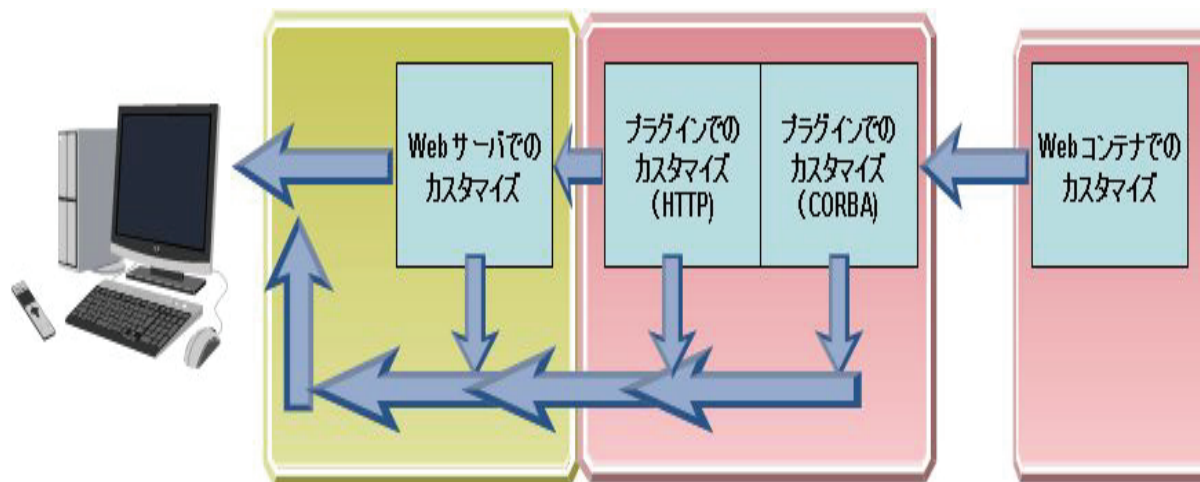 Webサーバでの
カスタマイズ
プラグインでの
カスタマイズ
(HTTP)
プラグインでの
カスタマイズ
(CORBA)
Webコンテナでの
カスタマイズ